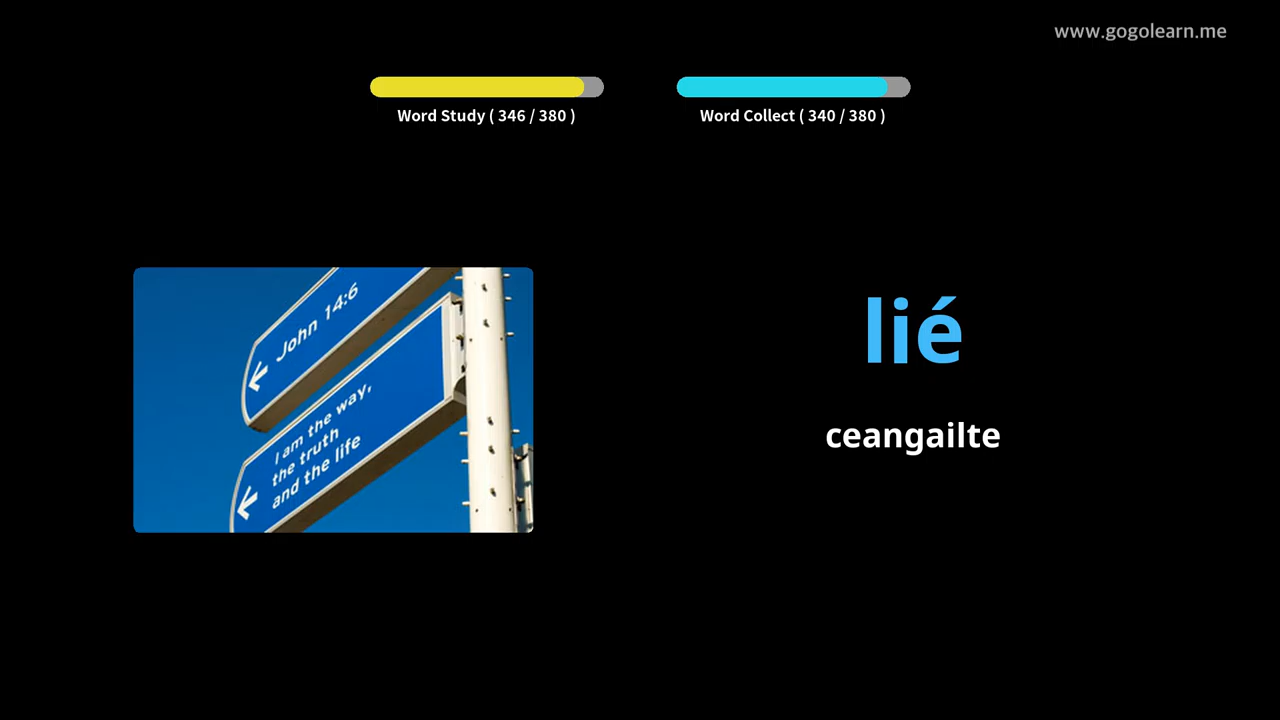 www.gogolearn.me
Word Study ( 346 / 380 )
Word Collect ( 340 / 380 )
John 14:6
I am the way,
the truth
and the life
lié
ceangailte